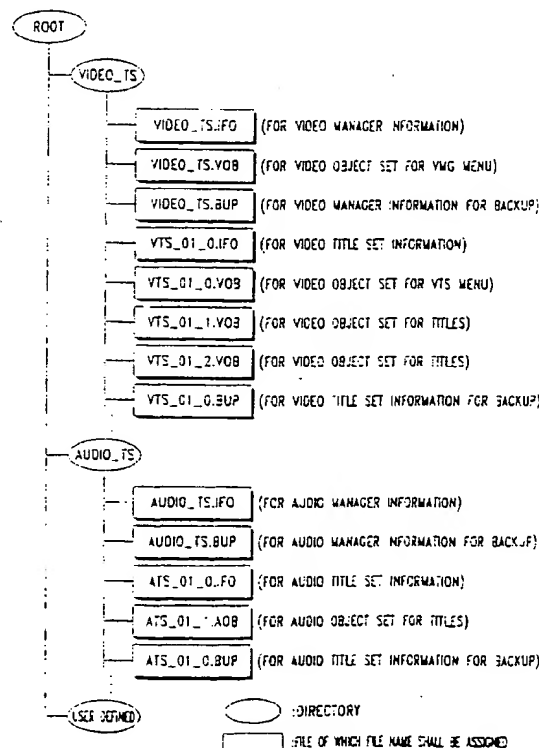 ROOT
VIDEO_TS
VIDEO_TS.IFO (FOR VIDEO MANAGER INFORMATION)
VIDEO_TS.VOB (FOR VIDEO OBJECT SET FOR VMG MENU)
VIDEO_TS.BUP (FOR VIDEO MANAGER INFORMATION FOR BACKUP)
VTS_01_0.IFO (FOR VIDEO TITLE SET INFORMATION)
VTS_01_0.VOB (FOR VIDEO OBJECT SET FOR VTS MENU)
VTS_01_1.VOB (FOR VIDEO OBJECT SET FOR TITLES)
VTS_01_2.VOB (FOR VIDEO OBJECT SET FOR TITLES)
VTS_01_0.BUP (FOR VIDEO TITLE SET INFORMATION FOR BACKUP)
AUDIO_TS
AUDIO_TS.IFO (FOR AUDIO MANAGER INFORMATION)
AUDIO_TS.BUP (FOR AUDIO MANAGER INFORMATION FOR BACKUP)
ATS_01_0.IFO (FOR AUDIO TITLE SET INFORMATION)
ATS_01_1.AOB (FOR AUDIO OBJECT SET FOR TITLES)
ATS_01_0.BUP (FOR AUDIO TITLE SET INFORMATION FOR BACKUP)
USER DEFINED
:DIRECTORY
:FILE OF WHICH FILE NAME SHALL BE ASSIGNED